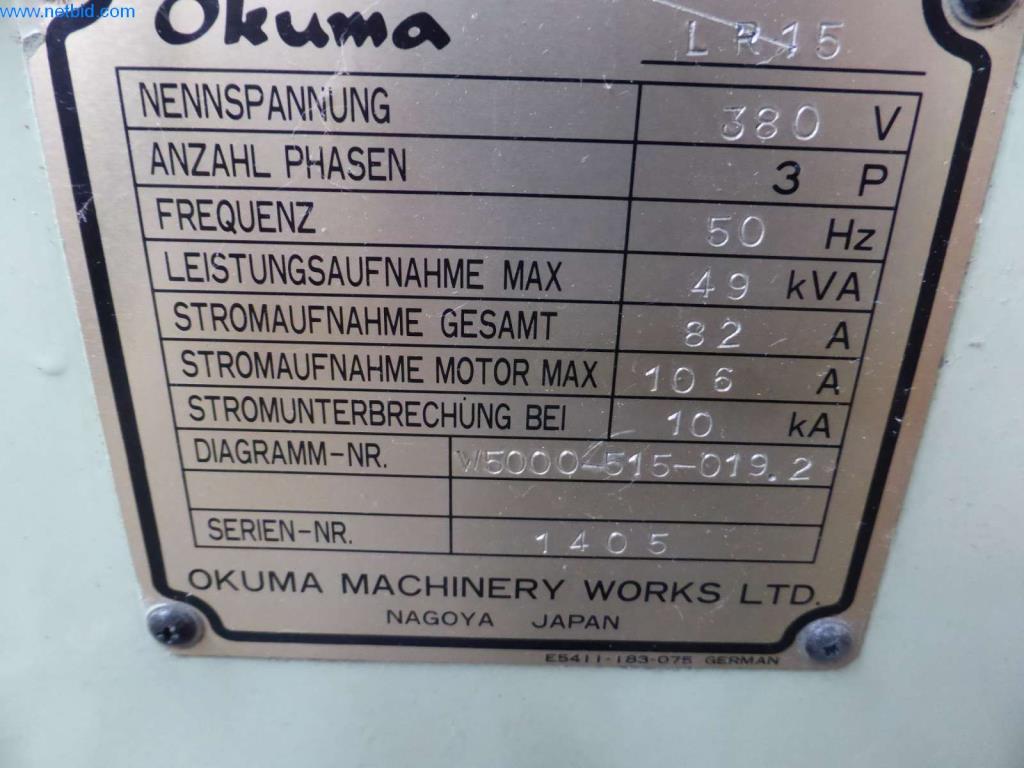 www.netbid.com
Okuma LR15
NENNSPANNUNG 380 V
ANZAHL PHASEN 3 P
FREQUENZ 50 Hz
LEISTUNGSAUFNAHME MAX 49 kVA
STROMAUFNAHME GESAMT 82 A
STROMAUFNAHME MOTOR MAX 106 A
STROMUNTERBRECHUNG BEI 10 kA
DIAGRAMM-NR. W5000-515-019.2
SERIEN-NR. 1405
OKUMA MACHINERY WORKS LTD.
NAGOYA JAPAN
E5411-183-075 GERMAN